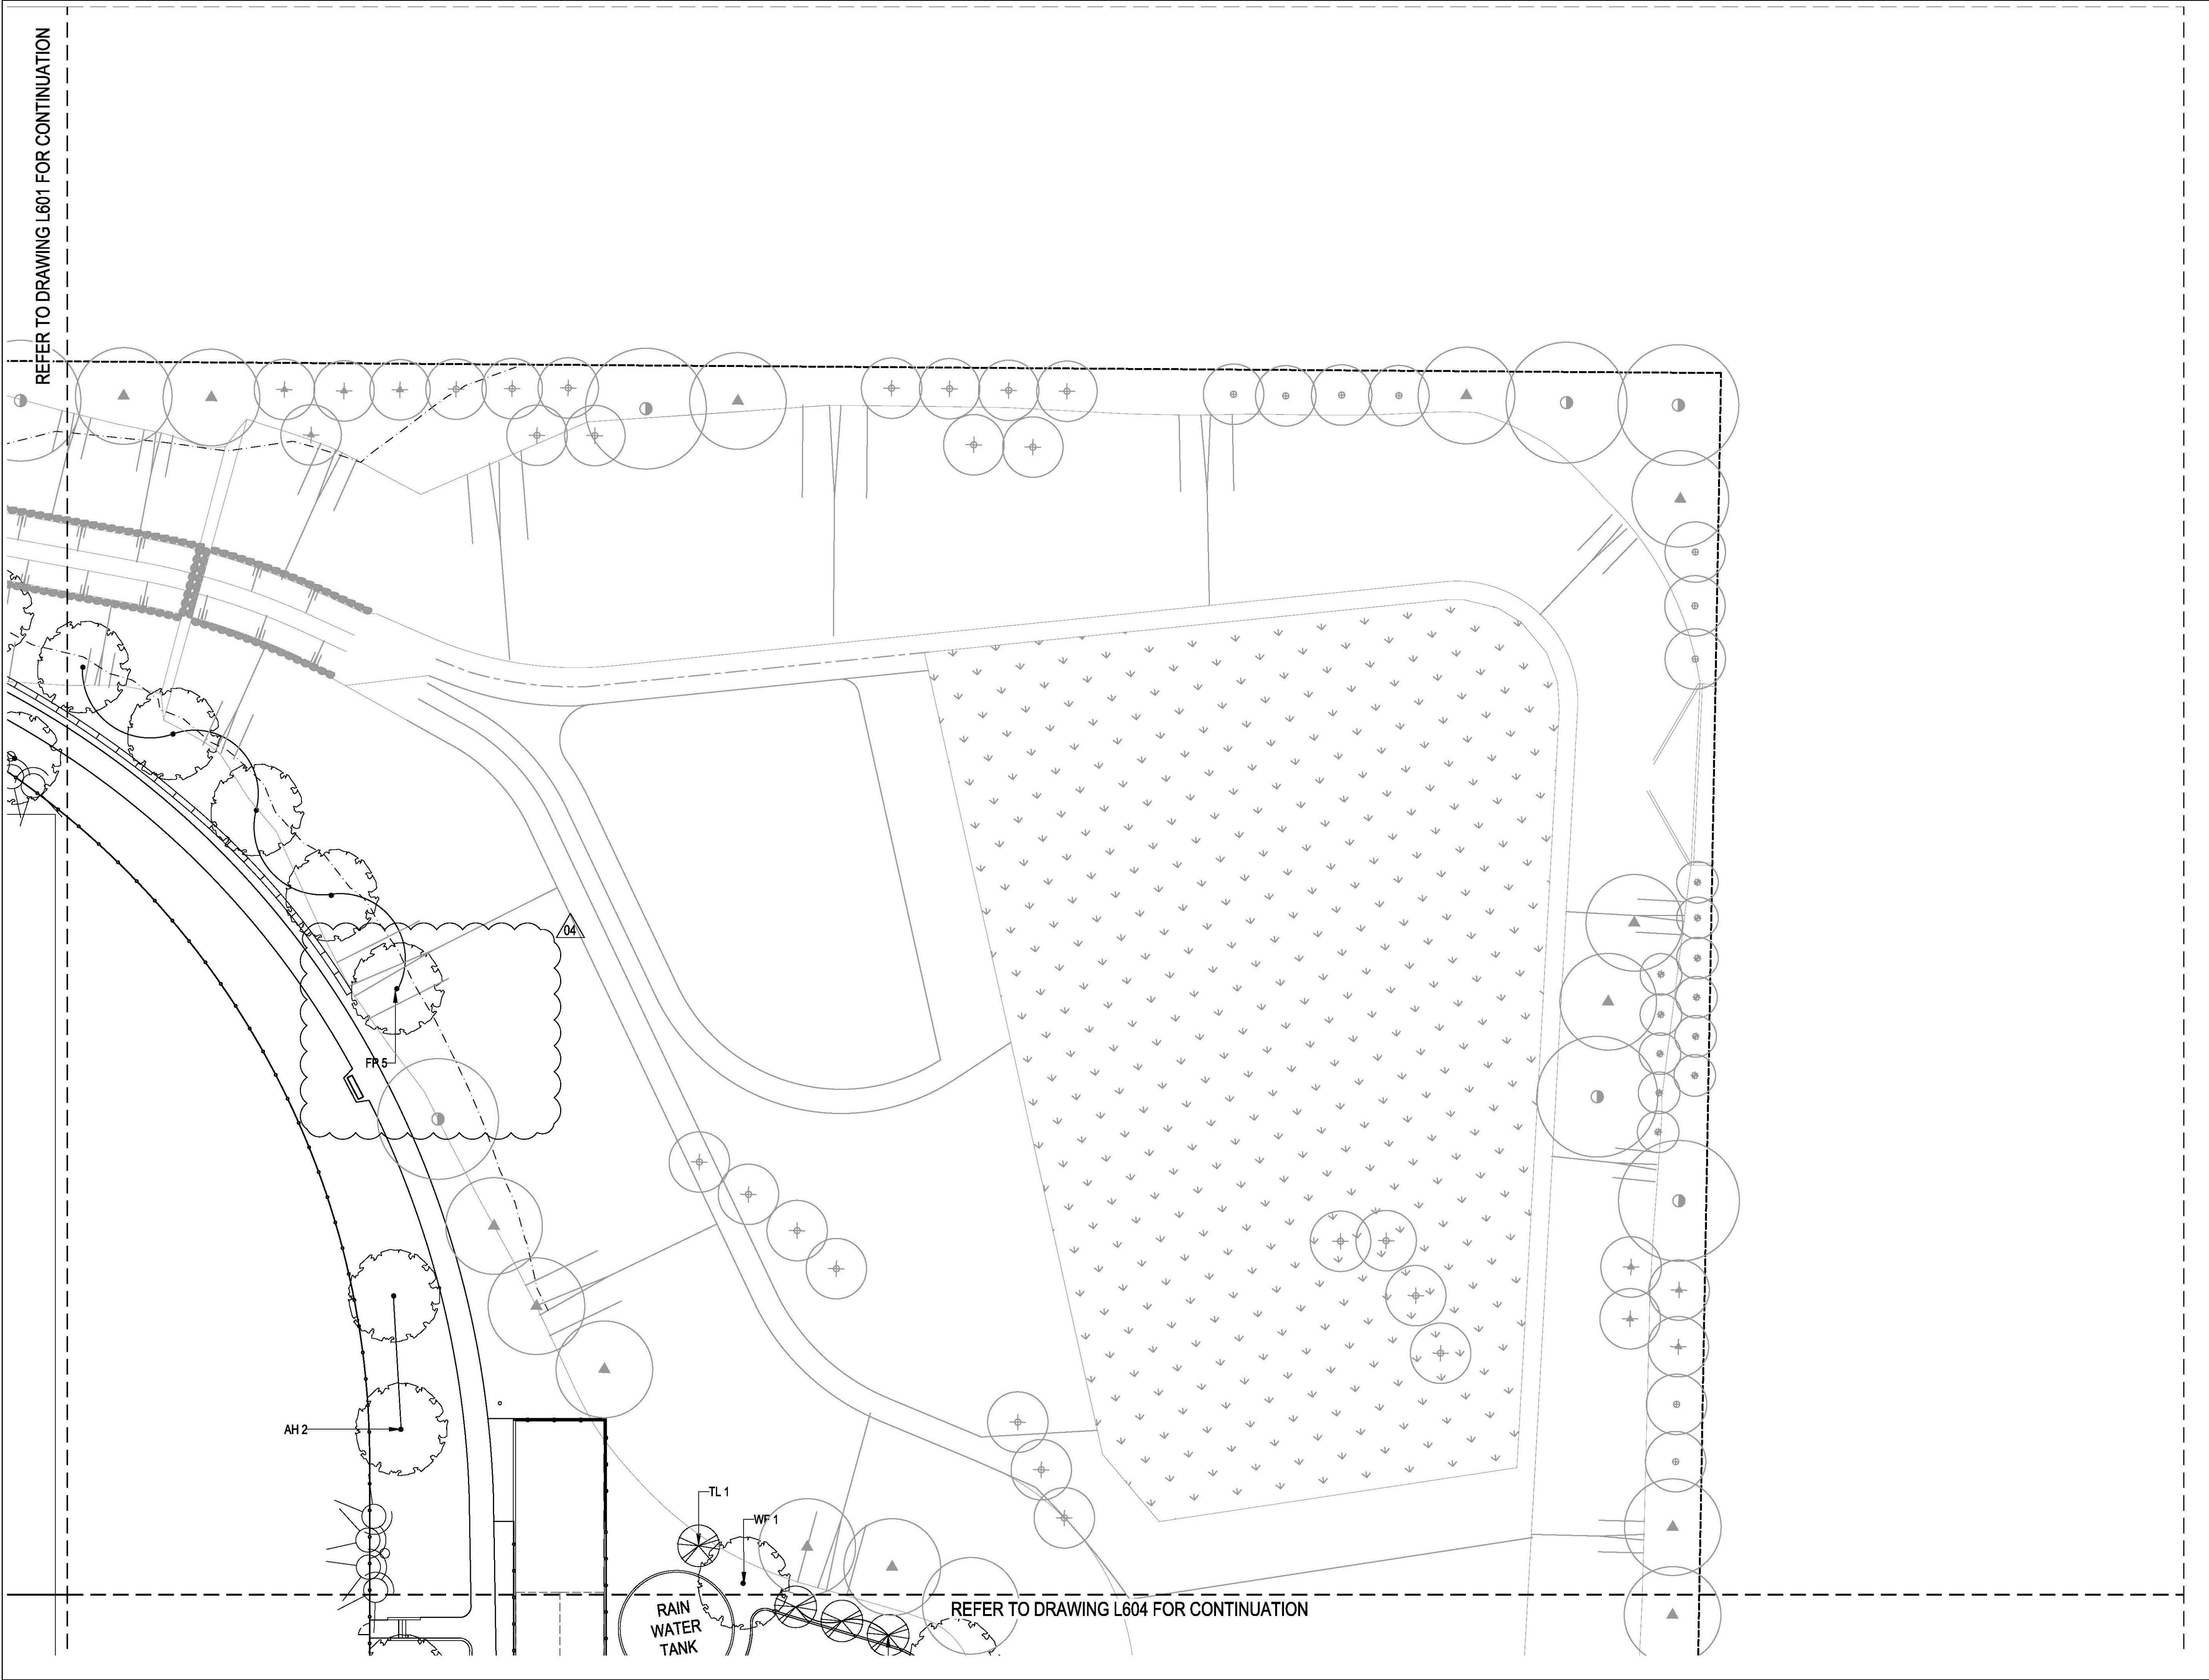 REFER TO DRAWING L601 FOR CONTINUATION
04
FP 5
AH 2
TL 1
WF 1
RAIN
WATER
TANK
REFER TO DRAWING L604 FOR CONTINUATION